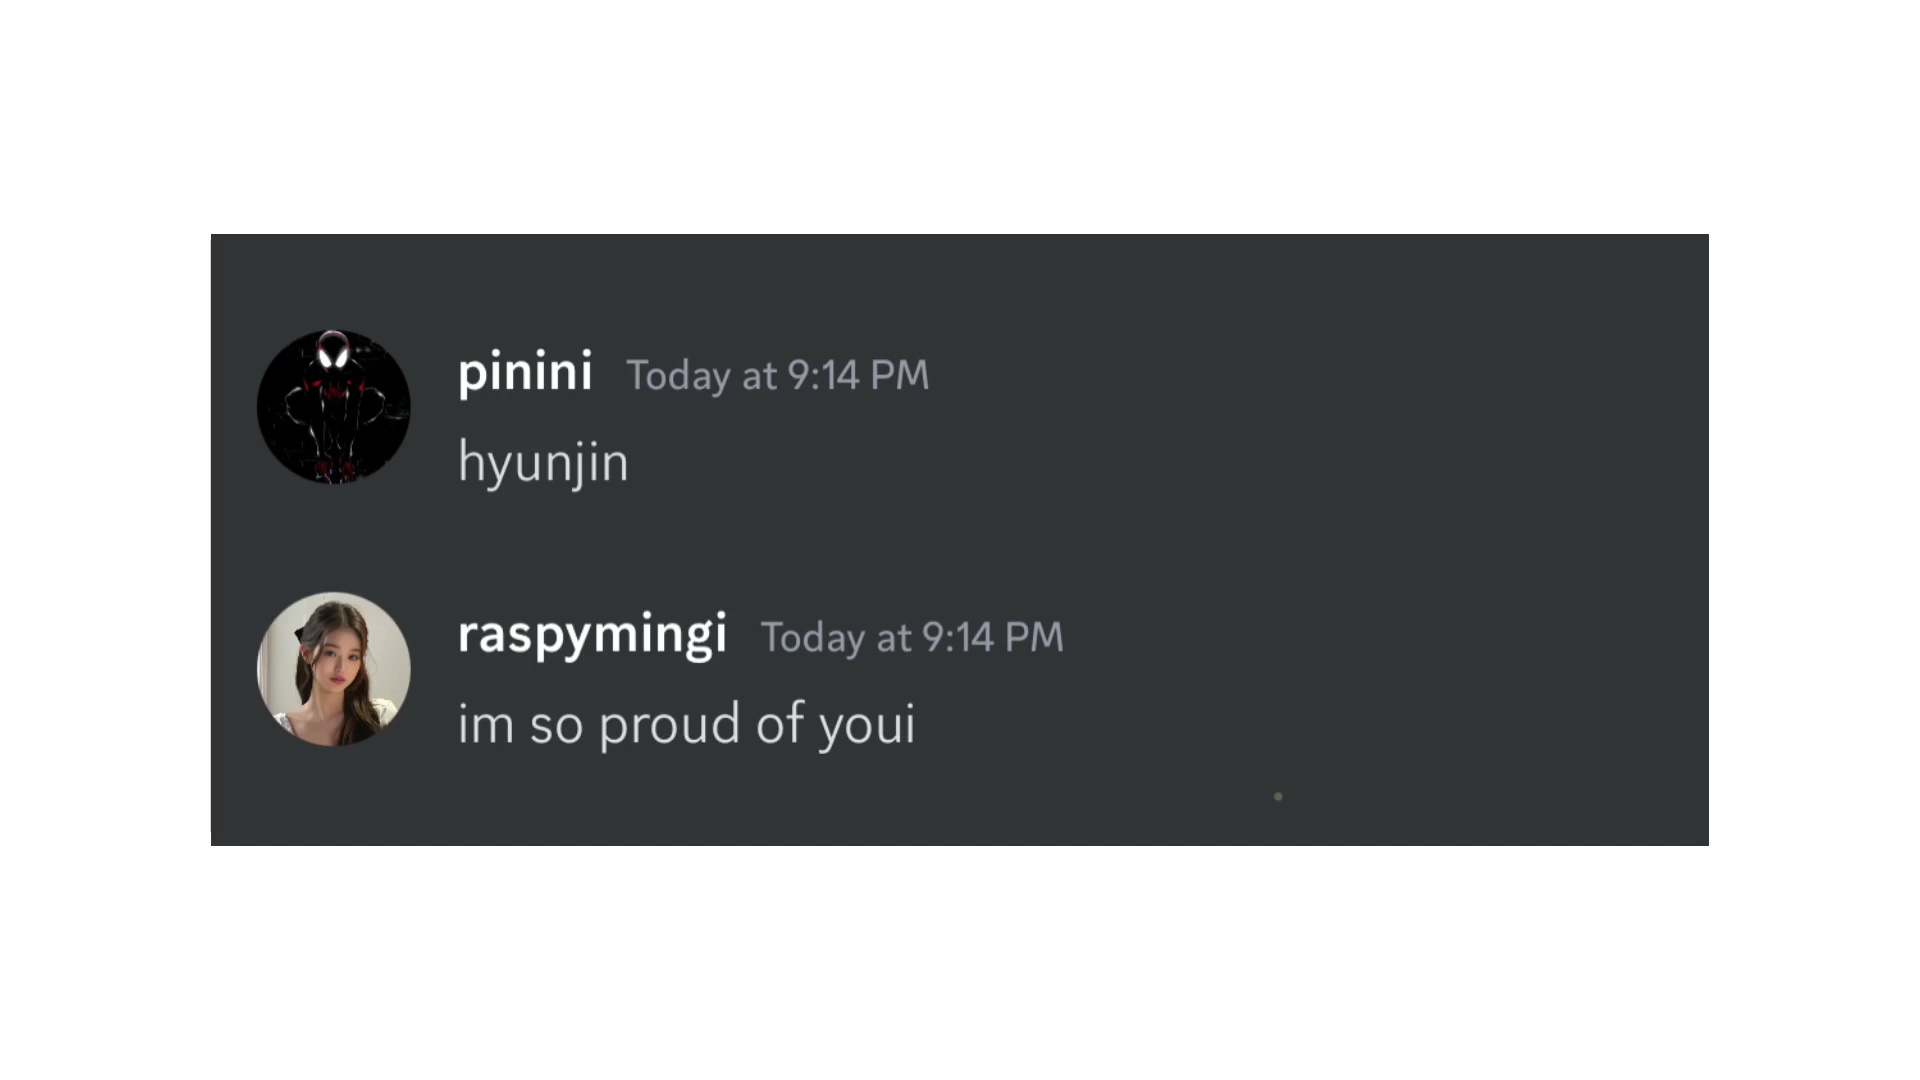 pinini Today at 9:14 PM
hyunjin
raspymingi Today at 9:14 PM
im so proud of youi